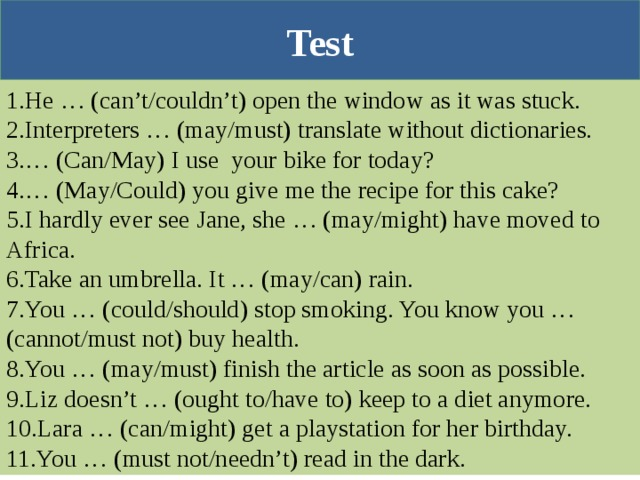 Test
1.He … (can’t/couldn’t) open the window as it was stuck.
2.Interpreters … (may/must) translate without dictionaries.
3.… (Can/May) I use  your bike for today?
4.… (May/Could) you give me the recipe for this cake?
5.I hardly ever see Jane, she … (may/might) have moved to
Africa.
6.Take an umbrella. It … (may/can) rain.
7.You … (could/should) stop smoking. You know you …
(cannot/must not) buy health.
8.You … (may/must) finish the article as soon as possible.
9.Liz doesn’t … (ought to/have to) keep to a diet anymore.
10.Lara … (can/might) get a playstation for her birthday.
11.You … (must not/needn’t) read in the dark.